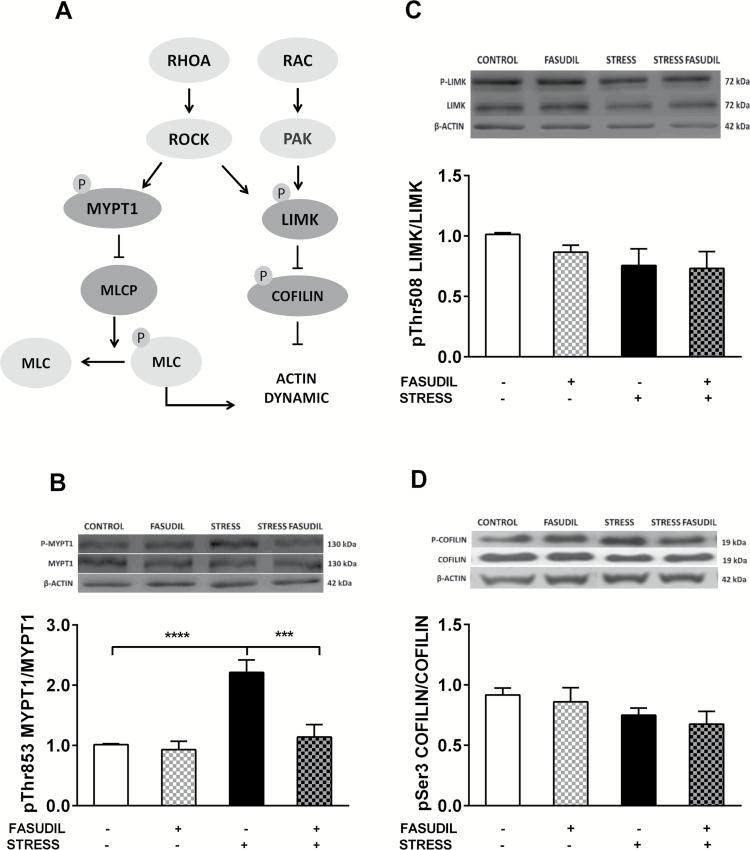 A
RHOA RAC
ROCK PAK
P MYPT1 P LIMK
MLCP P COFILIN
MLC P MLC
ACTIN
DYNAMIC
C
CONTROL FASUDIL STRESS STRESS FASUDIL
P-LIMK 72 kDa
LIMK 72 kDa
β-ACTIN 42 kDa
pThr508 LIMK/LIMK
1.5
1.0
0.5
0.0
FASUDIL - + - +
STRESS - - + +
B
CONTROL FASUDIL STRESS STRESS FASUDIL
P-MYPT1 130 kDa
MYPT1 130 kDa
β-ACTIN 42 kDa
pThr853 MYPT1/MYPT1
3.0
2.0
1.0
0.0
**** ***
FASUDIL - + - +
STRESS - - + +
D
CONTROL FASUDIL STRESS STRESS FASUDIL
P-COFILIN 19 kDa
COFILIN 19 kDa
β-ACTIN 42 kDa
pSer3 COFILIN/COFILIN
1.5
1.0
0.5
0.0
FASUDIL - + - +
STRESS - - + +